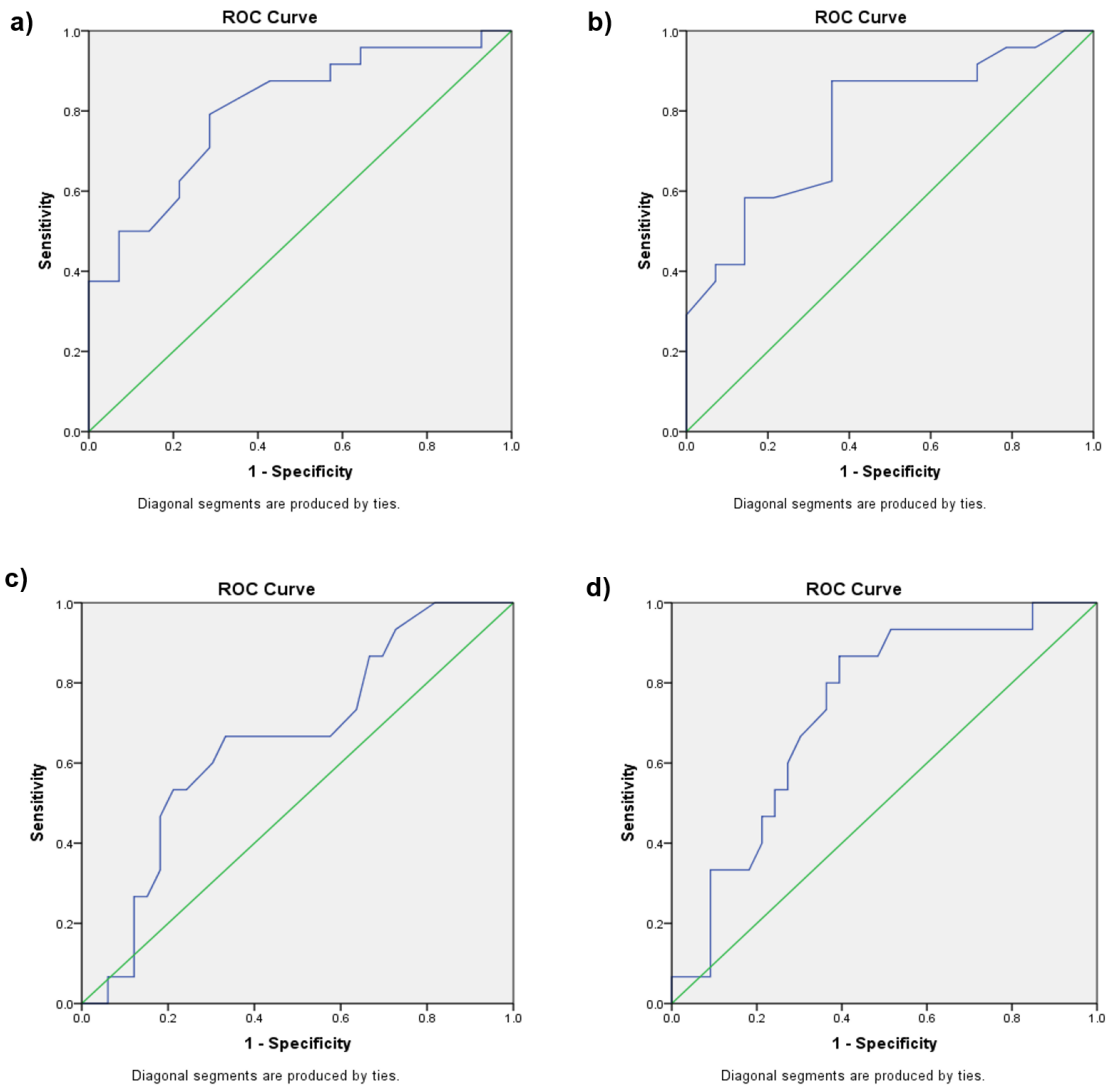 a)
ROC Curve
1.0
0.8
0.6
0.4
0.2
0.0
Sensitivity
0.0 0.2 0.4 0.6 0.8 1.0
1 - Specificity
Diagonal segments are produced by ties.
b)
ROC Curve
1.0
0.8
0.6
0.4
0.2
0.0
Sensitivity
0.0 0.2 0.4 0.6 0.8 1.0
1 - Specificity
Diagonal segments are produced by ties.
c)
ROC Curve
1.0
0.8
0.6
0.4
0.2
0.0
Sensitivity
0.0 0.2 0.4 0.6 0.8 1.0
1 - Specificity
Diagonal segments are produced by ties.
d)
ROC Curve
1.0
0.8
0.6
0.4
0.2
0.0
Sensitivity
0.0 0.2 0.4 0.6 0.8 1.0
1 - Specificity
Diagonal segments are produced by ties.